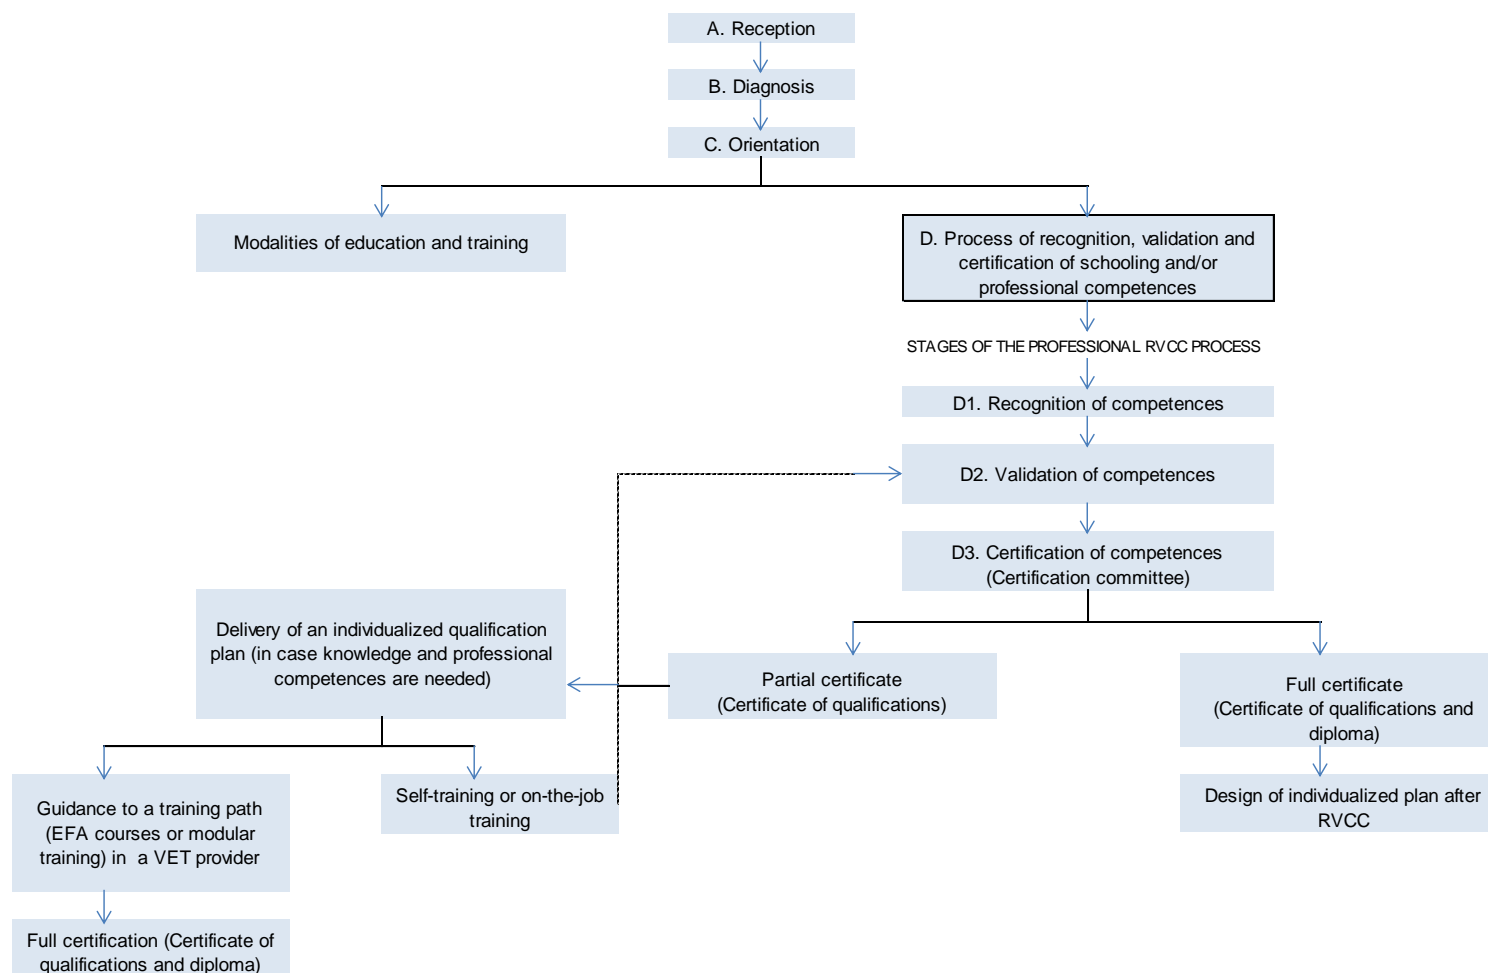 A. Reception
B. Diagnosis
C. Orientation
Modalities of education and training
D. Process of recognition, validation and
certification of schooling and/or
professional competences
STAGES OF THE PROFESSIONAL RVCC PROCESS
D1. Recognition of competences
D2. Validation of competences
D3. Certification of competences
(Certification committee)
Delivery of an individualized qualification
plan (in case knowledge and professional
competences are needed)
Partial certificate
(Certificate of qualifications)
Full certificate
(Certificate of qualifications and
diploma)
Guidance to a training path
(EFA courses or modular
training) in a VET provider
Self-training or on-the-job
training
Design of individualized plan after
RVCC
Full certification (Certificate of
qualifications and diploma)